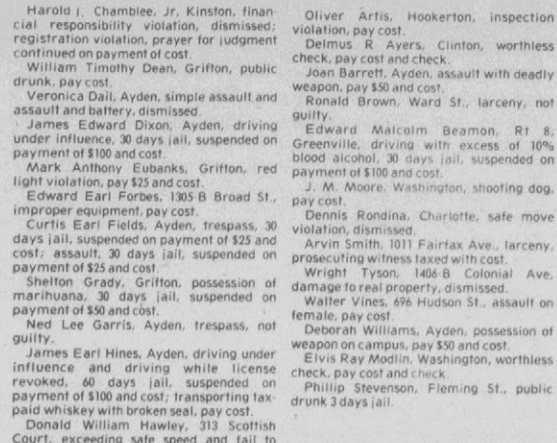 Harold J. Chamblee, Jr, Kinston, finan-
cial responsibility violation, dismissed;
registration violation, prayer for judgment
continued on payment of cost.
William Timothy Dean, Grifton, public
drunk, pay cost.
Veronica Dail, Ayden, simple assault and
assault and battery, dismissed.
James Edward Dixon, Ayden, driving
under influence, 30 days jail, suspended on
payment of $100 and cost.
Mark Anthony Eubanks, Grifton, red
light violation, pay $25 and cost.
Edward Earl Forbes, 1305-B Broad St.,
improper equipment, pay cost.
Curtis Earl Fields, Ayden, trespass, 30
days jail, suspended on payment of $25 and
cost; assault, 30 days jail, suspended on
payment of $25 and cost.
Shelton Grady, Grifton, possession of
marihuana, 30 days jail, suspended on
payment of $50 and cost.
Ned Lee Garris, Ayden, trespass, not
guilty.
James Earl Hines, Ayden, driving under
influence and driving while license
revoked, 60 days jail, suspended on
payment of $100 and cost; transporting tax-
paid whiskey with broken seal, pay cost.
Donald William Hawley, 313 Scottish
Court, exceeding safe speed and fail to
Oliver Artis, Hookerton, inspection
violation, pay cost.
Delmus R Ayers, Clinton, worthless
check, pay cost and check.
Joan Barrett, Ayden, assault with deadly
weapon, pay $50 and cost.
Ronald Brown, Ward St., larceny, not
guilty.
Edward Malcolm Beamon, Rt 8,
Greenville, driving with excess of 10%
blood alcohol, 30 days jail, suspended on
payment of $100 and cost.
J. M. Moore, Washington, shooting dog,
pay cost.
Dennis Rondina, Charlotte, safe move
violation, dismissed.
Arvin Smith, 1011 Fairfax Ave., larceny,
prosecuting witness taxed with cost.
Wright Tyson, 1406-B Colonial Ave,
damage to real property, dismissed.
Walter Vines, 696 Hudson St., assault on
female, pay cost.
Deborah Williams, Ayden, possession of
weapon on campus, pay $50 and cost.
Elvis Ray Modlin, Washington, worthless
check, pay cost and check.
Phillip Stevenson, Fleming St., public
drunk 3 days jail.